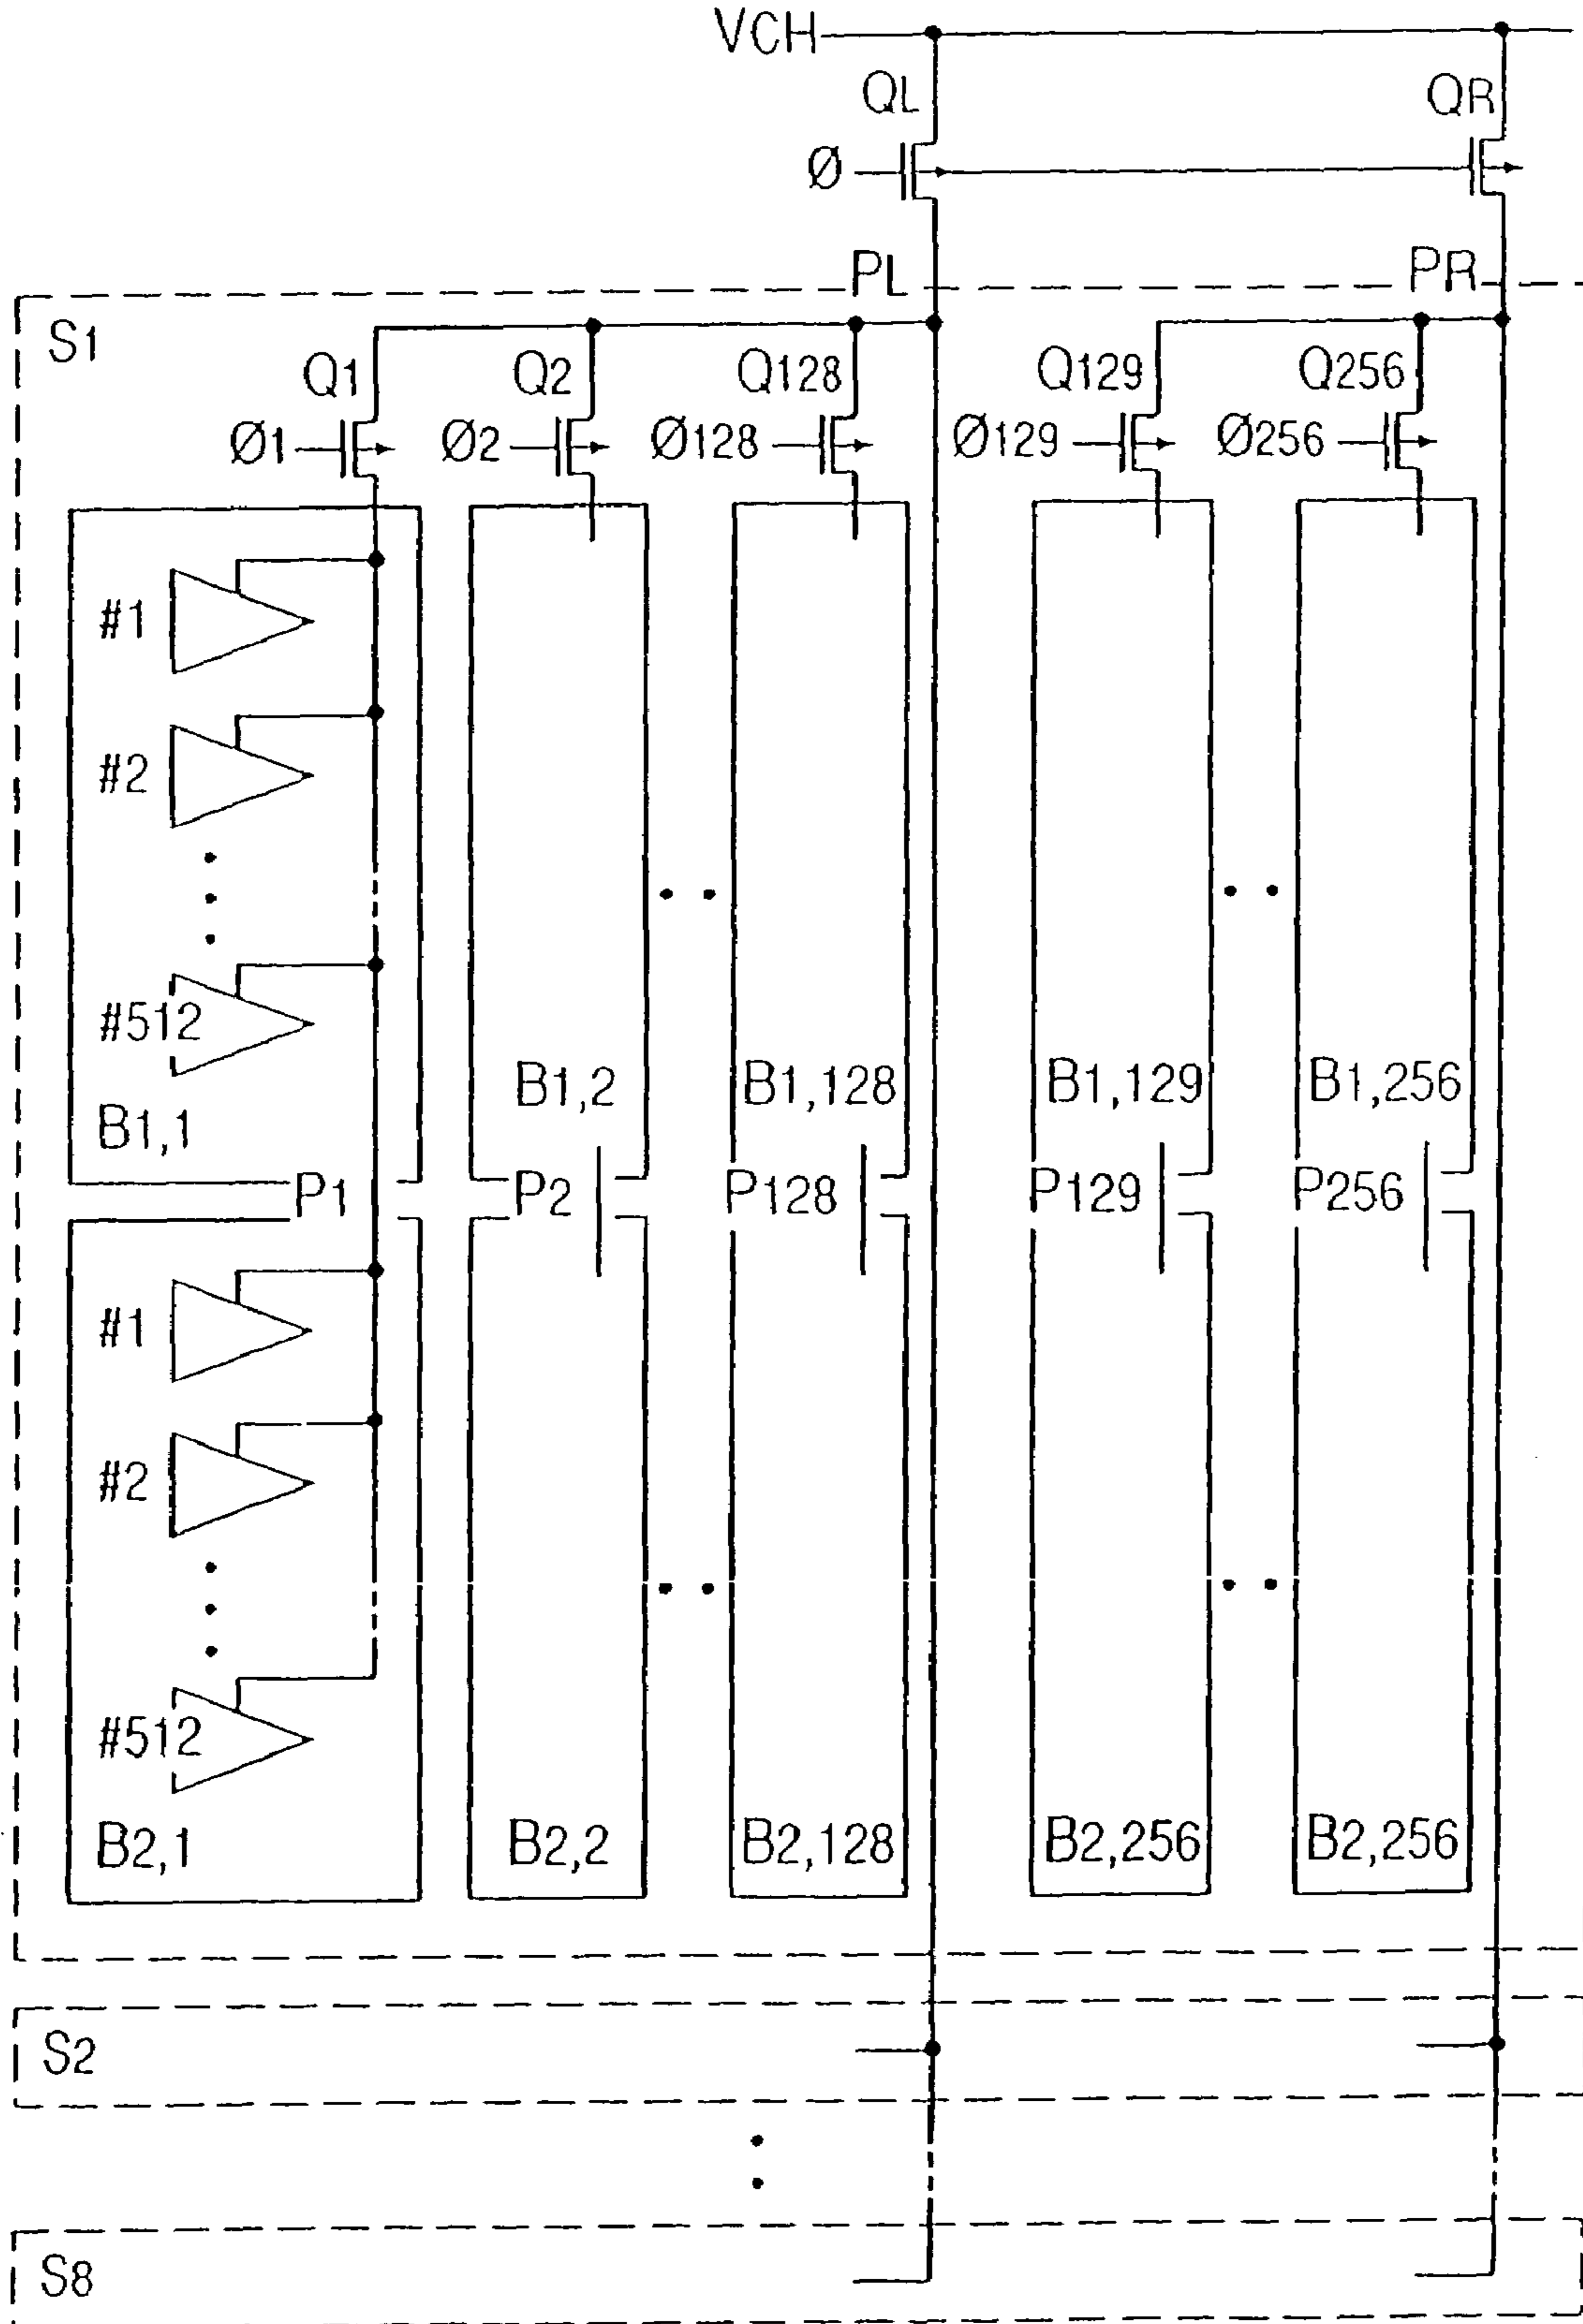 VCH
QL QR
Ø
PL PR
S1
Q1 Q2 Q128 Q129 Q256
Ø1 Ø2 Ø128 Ø129 Ø256
#1
#2
#512
B1,1 B1,2 B1,128 B1,129 B1,256
P1 P2 P128 P129 P256
#1
#2
#512
B2,1 B2,2 B2,128 B2,256 B2,256
S2
S8